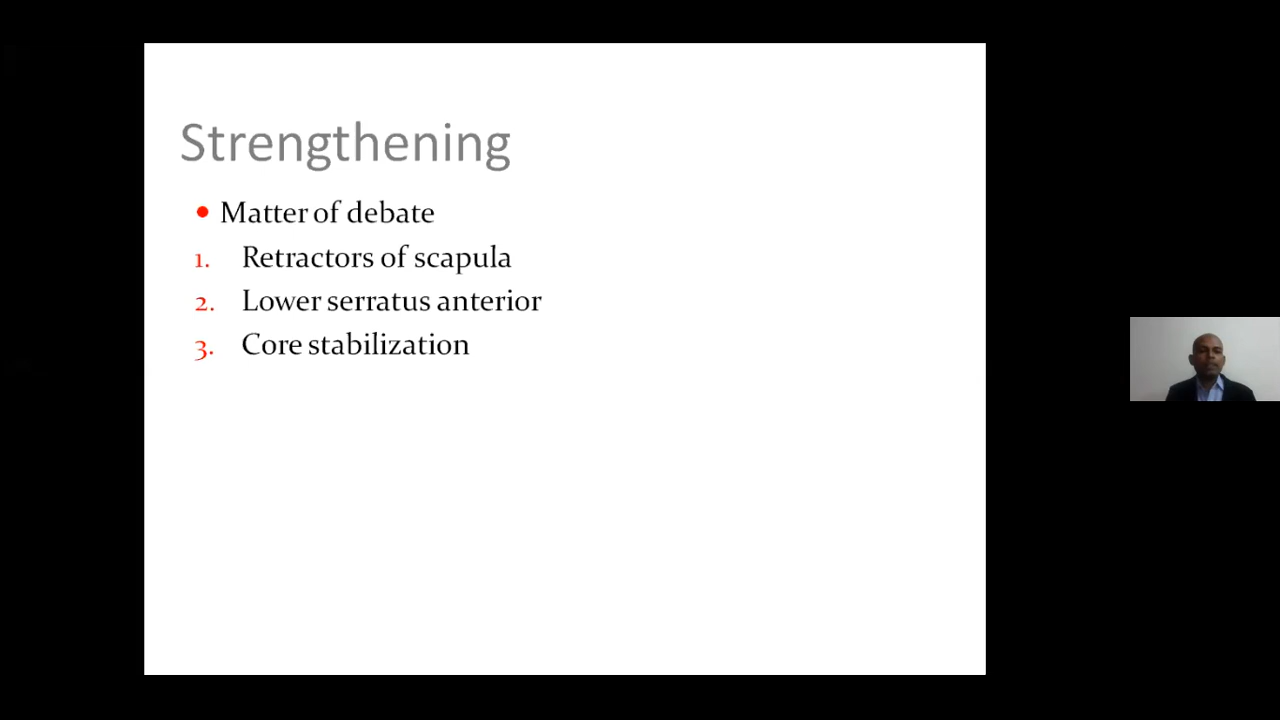 Strengthening
• Matter of debate
1. Retractors of scapula
2. Lower serratus anterior
3. Core stabilization